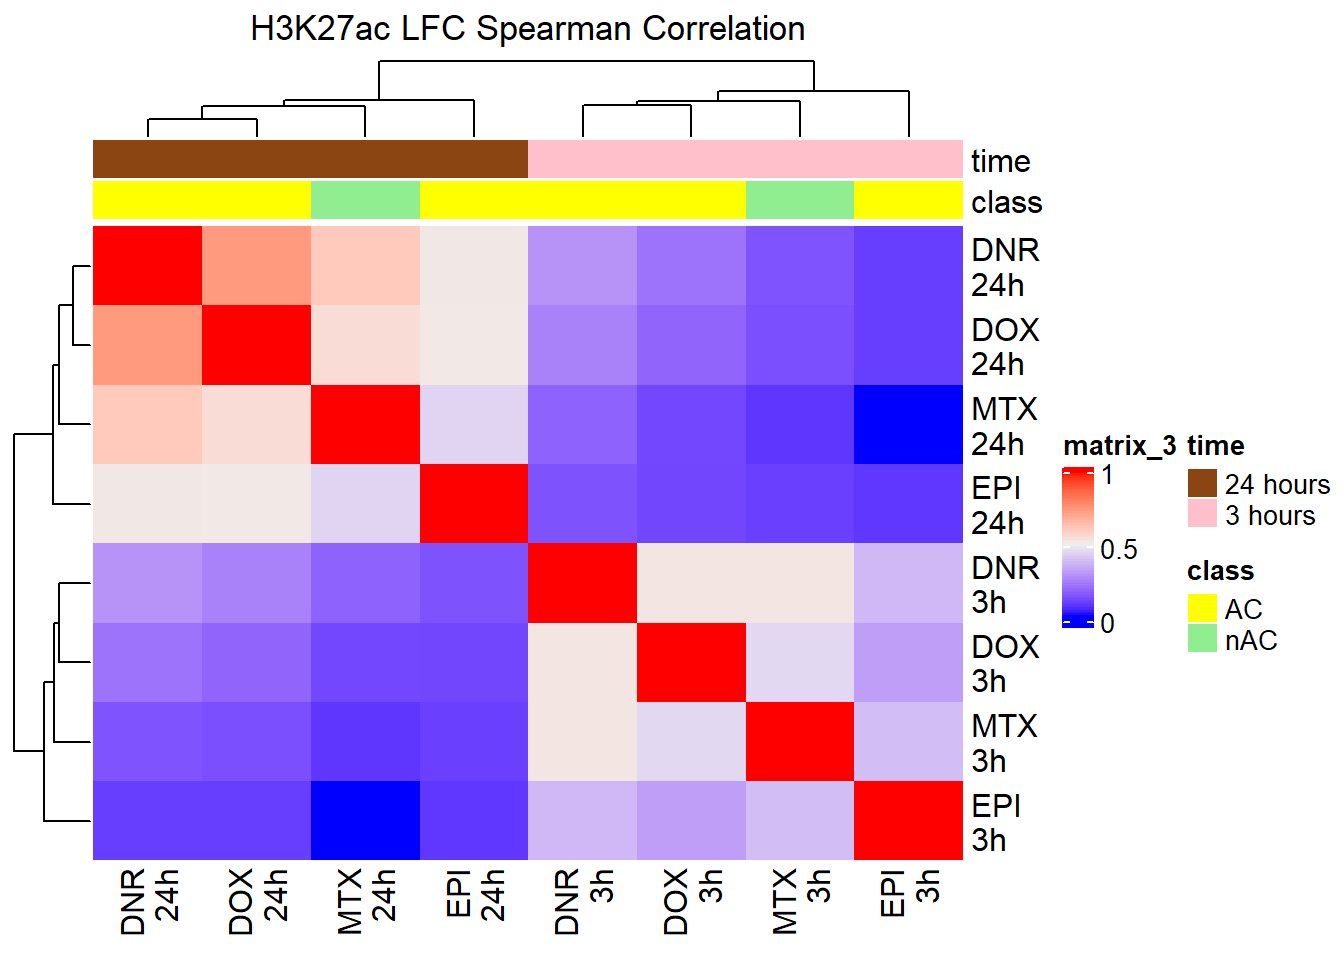 H3K27ac LFC Spearman Correlation
time
class
DNR
24h
DOX
24h
MTX
24h
EPI
24h
DNR
3h
DOX
3h
MTX
3h
EPI
3h
DNR
24h
DOX
24h
MTX
24h
EPI
24h
DNR
3h
DOX
3h
MTX
3h
EPI
3h
matrix_3
1
0.5
0
time
24 hours
3 hours
class
AC
nAC